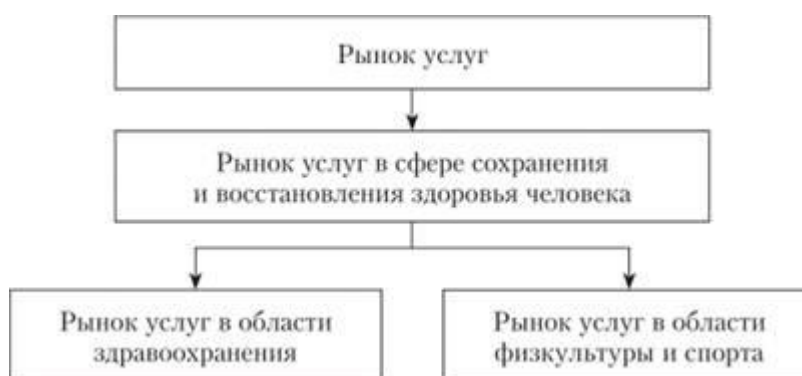 Рынок услуг
Рынок услуг в сфере сохранения
и восстановления здоровья человека
Рынок услуг в области
здравоохранения
Рынок услуг в области
физкультуры и спорта